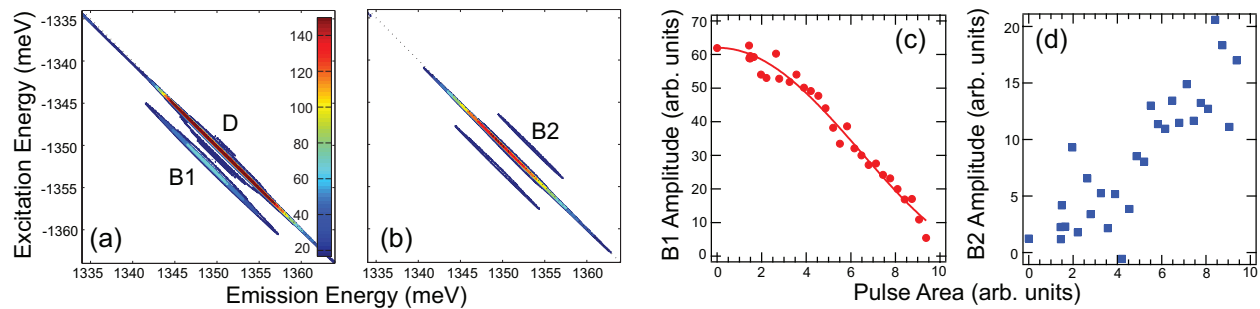 Excitation Energy (meV)
-1335
-1340
-1345
-1350
-1355
-1360
140
120
100
80
60
40
20
D
B1
(a)
1335 1340 1345 1350 1355 1360
B2
(b)
1335 1340 1345 1350 1355 1360
Emission Energy (meV)
B1 Amplitude (arb. units)
70
60
50
40
30
20
10
0
(c)
0 2 4 6 8 10
B2 Amplitude (arb. units)
20
15
10
5
0
(d)
0 2 4 6 8 10
Pulse Area (arb. units)